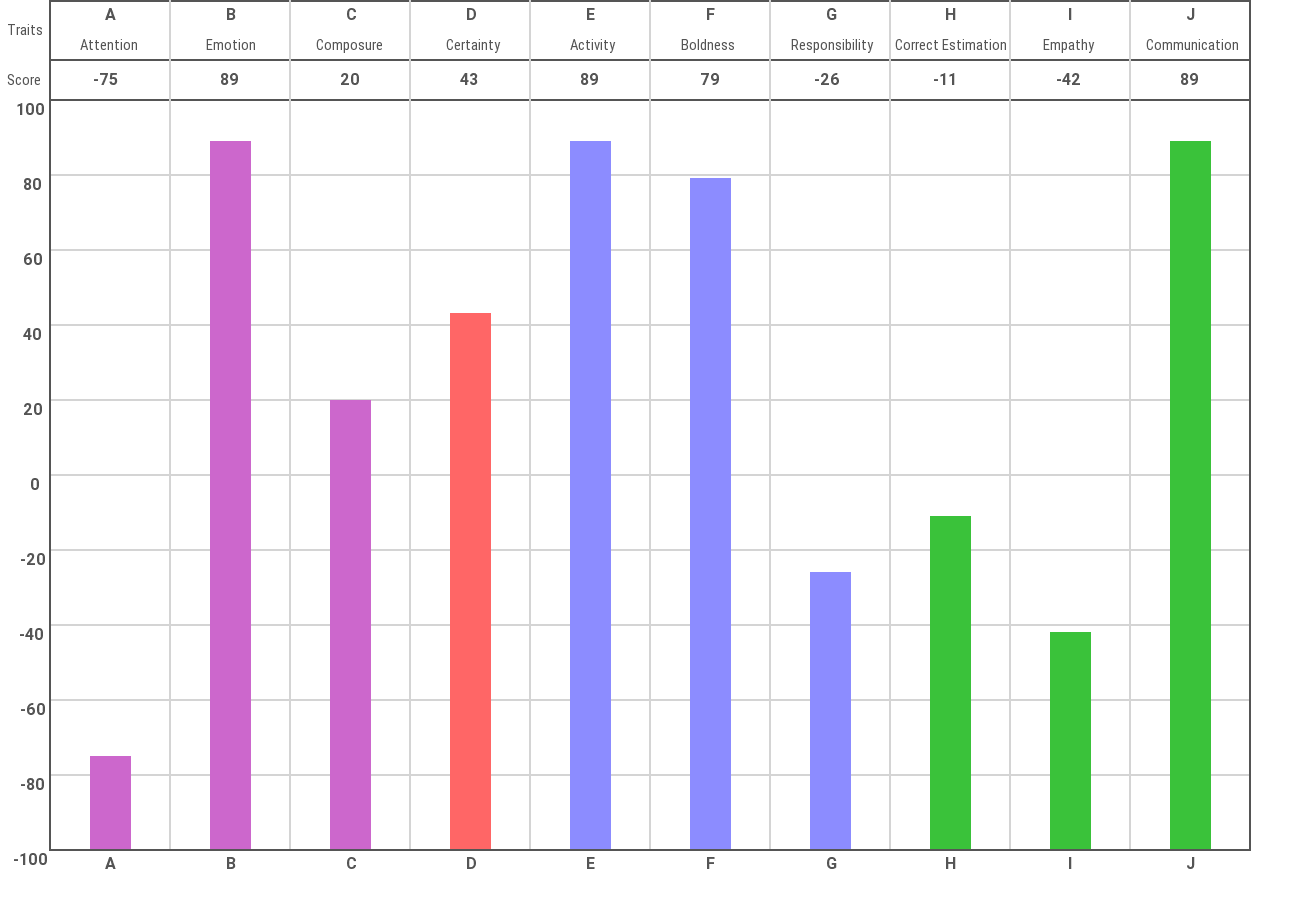 A B C D E F G H I J
Traits
Attention Emotion Composure Certainty Activity Boldness Responsibility Correct Estimation Empathy Communication
Score -75 89 20 43 89 79 -26 -11 -42 89
100
80
60
40
20
0
-20
-40
-60
-80
-100
A B C D E F G H I J